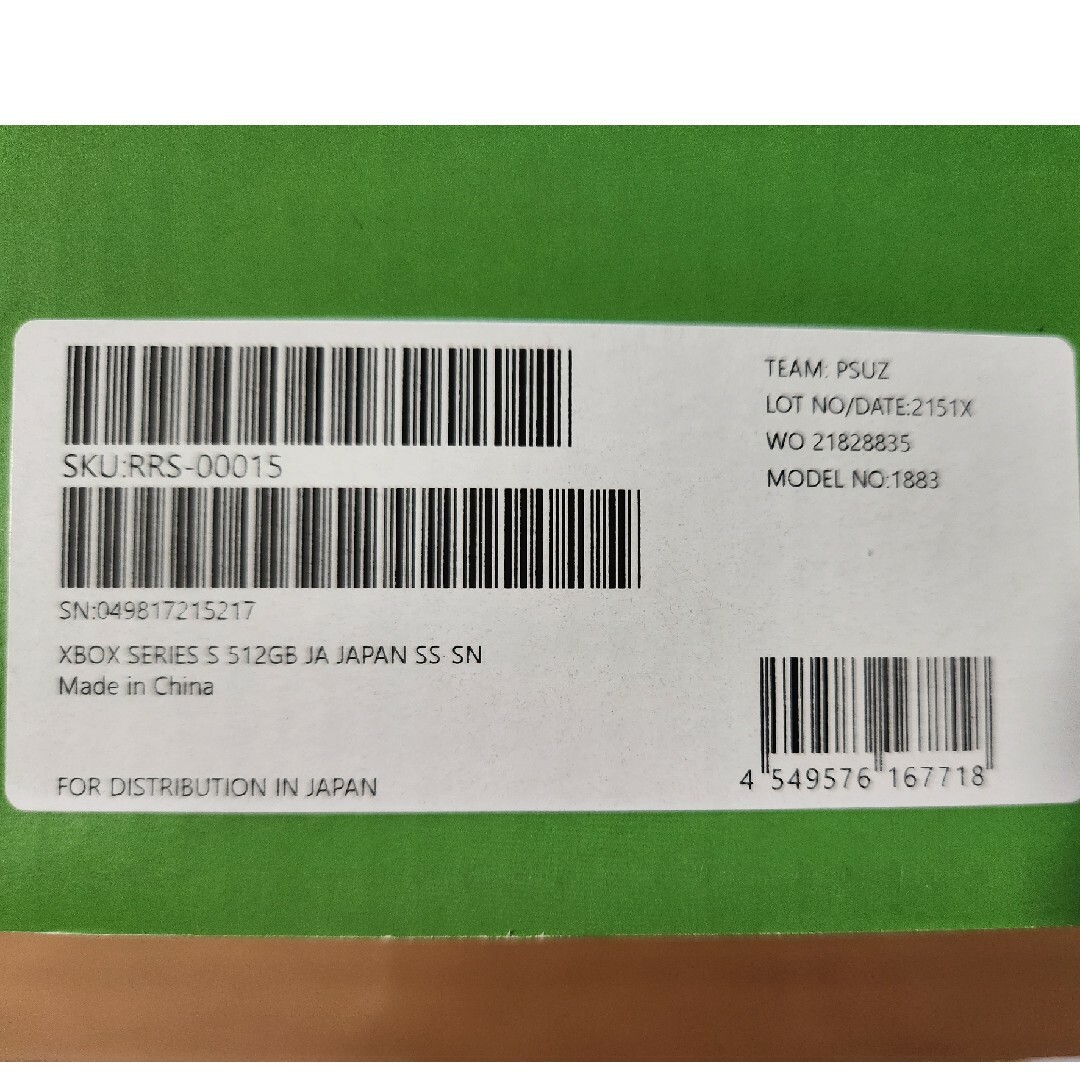 SKU:RRS-00015
SN:049817215217
XBOX SERIES S 512GB JA JAPAN SS SN
Made in China
FOR DISTRIBUTION IN JAPAN
TEAM: PSUZ
LOT NO/DATE:2151X
WO 21828835
MODEL NO:1883
4 549576 167718